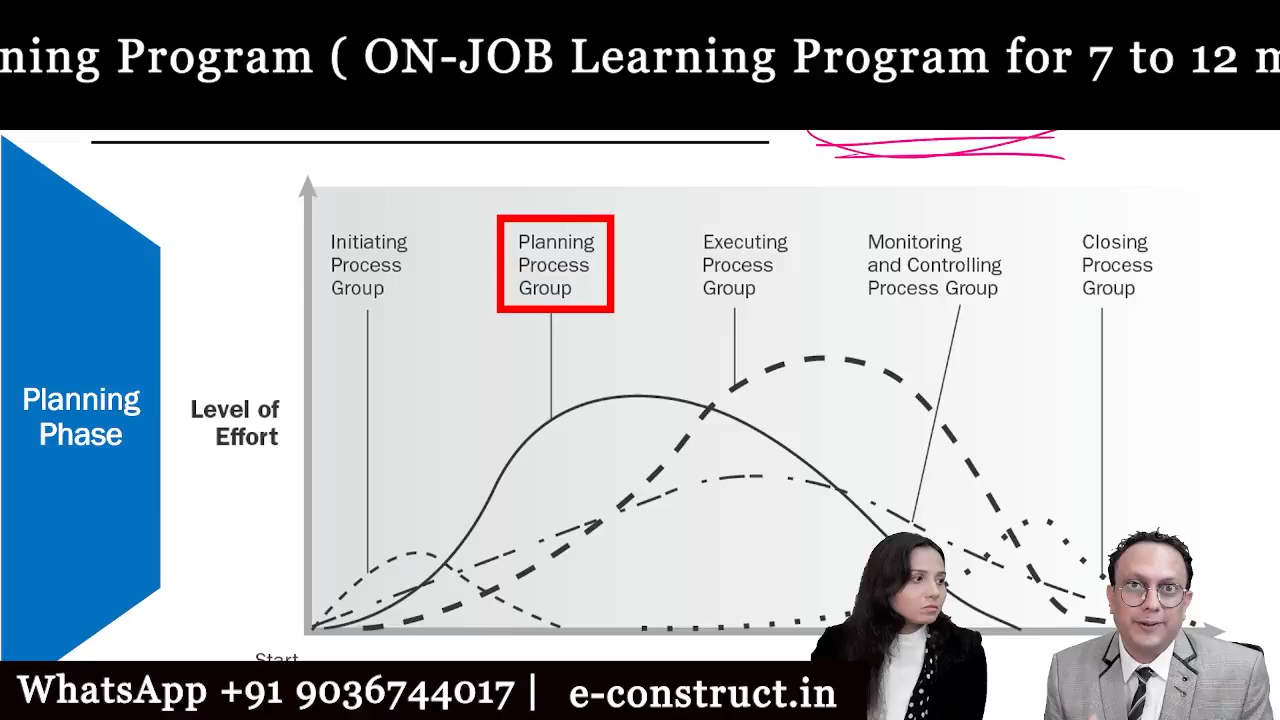 ning Program ( ON-JOB Learning Program for 7 to 12 m
Initiating
Process
Group
Planning
Process
Group
Executing
Process
Group
Monitoring
and Controlling
Process Group
Closing
Process
Group
Planning
Phase
Level of
Effort
Start
WhatsApp +91 9036744017 | e-construct.in